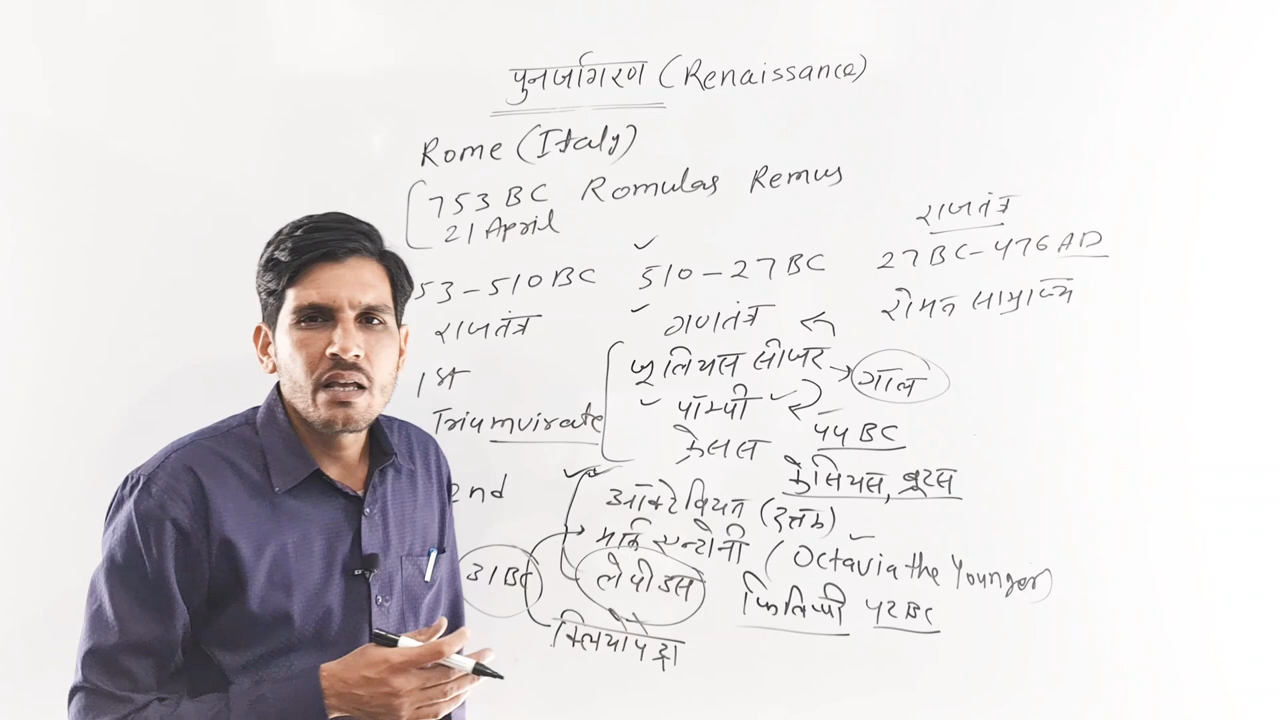 पुनर्जागरण (Renaissance)
Rome (Italy)
753 BC Romulas Remus
21 April
राजतंत्र
53-510 BC 510-27 BC 27 BC-476 AD
राजतंत्र गणतंत्र रोमन साम्राज्य
1st जूलियस सीजर → गॉल
Triumvirate पॉम्पी
क्रेसस 44 BC
कैसियस, ब्रूटस
2nd ऑक्टेवियन (दत्तक)
मार्क एन्टोनी (Octavia the Younger)
31 BC लेपीडस फिलिप्पी 42 BC
क्लियोपेट्रा